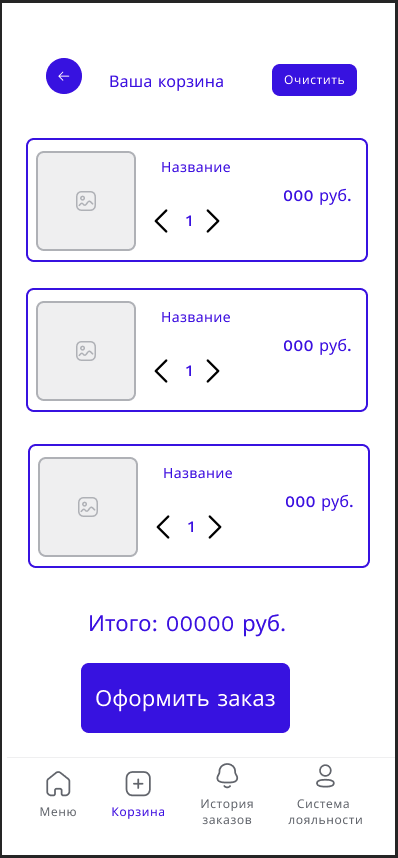 Ваша корзина
Очистить
Название
000 руб.
1
Название
000 руб.
1
Название
000 руб.
1
Итого: 00000 руб.
Оформить заказ
Меню
Корзина
История
заказов
Система
лояльности